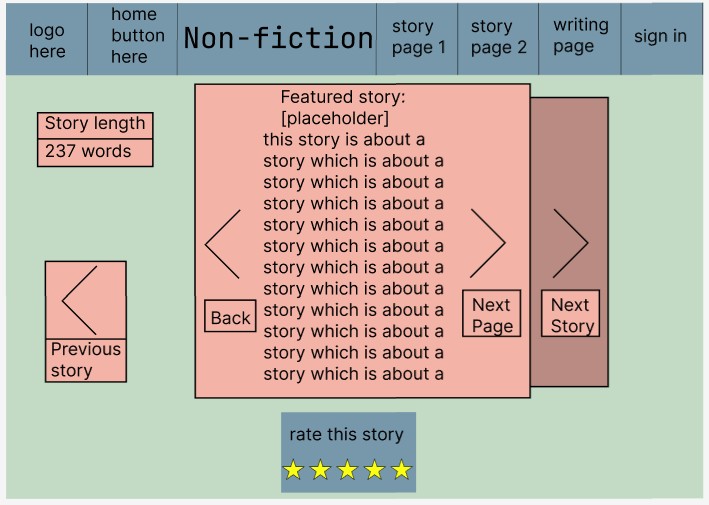 logo
here
home
button
here
Non-fiction
story
page 1
story
page 2
writing
page
sign in
Story length
237 words
Previous
story
Featured story:
[placeholder]
this story is about a
story which is about a
story which is about a
story which is about a
story which is about a
story which is about a
story which is about a
story which is about a
story which is about a
story which is about a
story which is about a
story which is about a
Back
Next
Page
Next
Story
rate this story